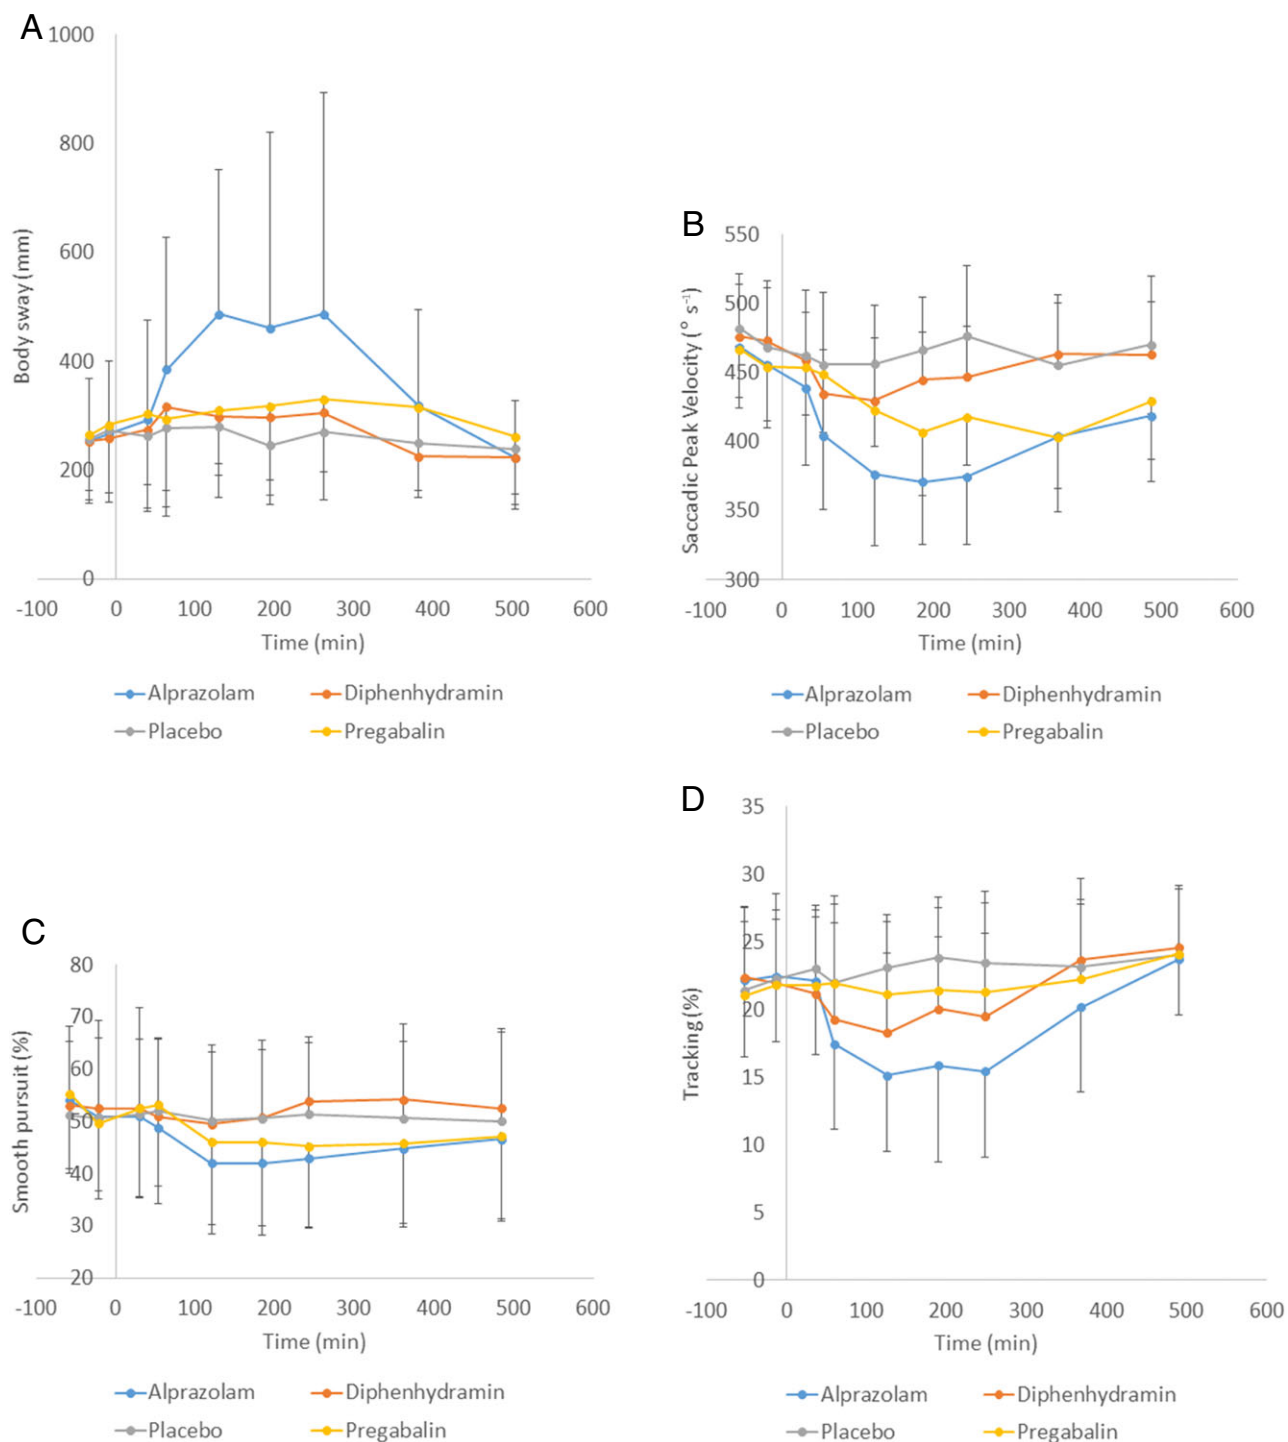 A
1000
800
600
400
200
0
Body sway (mm)
-100 0 100 200 300 400 500 600
Time (min)
Alprazolam Diphenhydramin
Placebo Pregabalin
B
550
500
450
400
350
300
Saccadic Peak Velocity (° s⁻¹)
-100 0 100 200 300 400 500 600
Time (min)
Alprazolam Diphenhydramin
Placebo Pregabalin
C
80
70
60
50
40
30
20
Smooth pursuit (%)
-100 0 100 200 300 400 500 600
Time (min)
Alprazolam Diphenhydramin
Placebo Pregabalin
D
35
30
25
20
15
10
5
0
Tracking (%)
-100 0 100 200 300 400 500 600
Time (min)
Alprazolam Diphenhydramin
Placebo Pregabalin